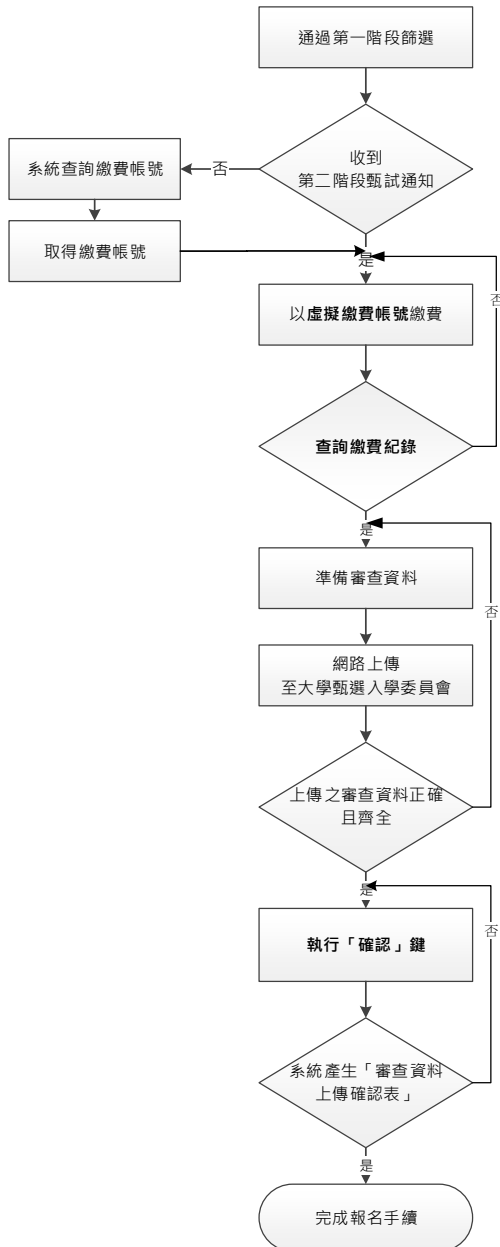 通過第一階段篩選
收到
第二階段甄試通知
否
系統查詢繳費帳號
取得繳費帳號
是
以虛擬繳費帳號繳費
否
查詢繳費紀錄
是
準備審查資料
網路上傳
至大學甄選入學委員會
否
上傳之審查資料正確
且齊全
是
執行「確認」鍵
否
系統產生「審查資料
上傳確認表」
是
完成報名手續